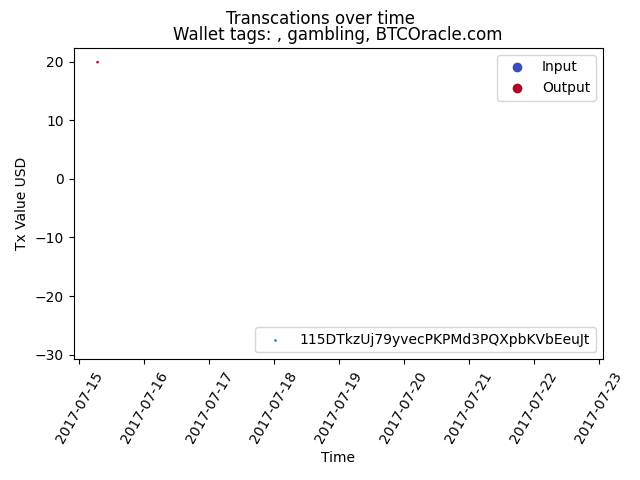 Transcations over time
Wallet tags: , gambling, BTCOracle.com
Input
Output
20
10
0
−10
−20
−30
Tx Value USD
115DTkzUj79yvecPKPMd3PQXpbKVbEeuJt
2017-07-15
2017-07-16
2017-07-17
2017-07-18
2017-07-19
2017-07-20
2017-07-21
2017-07-22
2017-07-23
Time